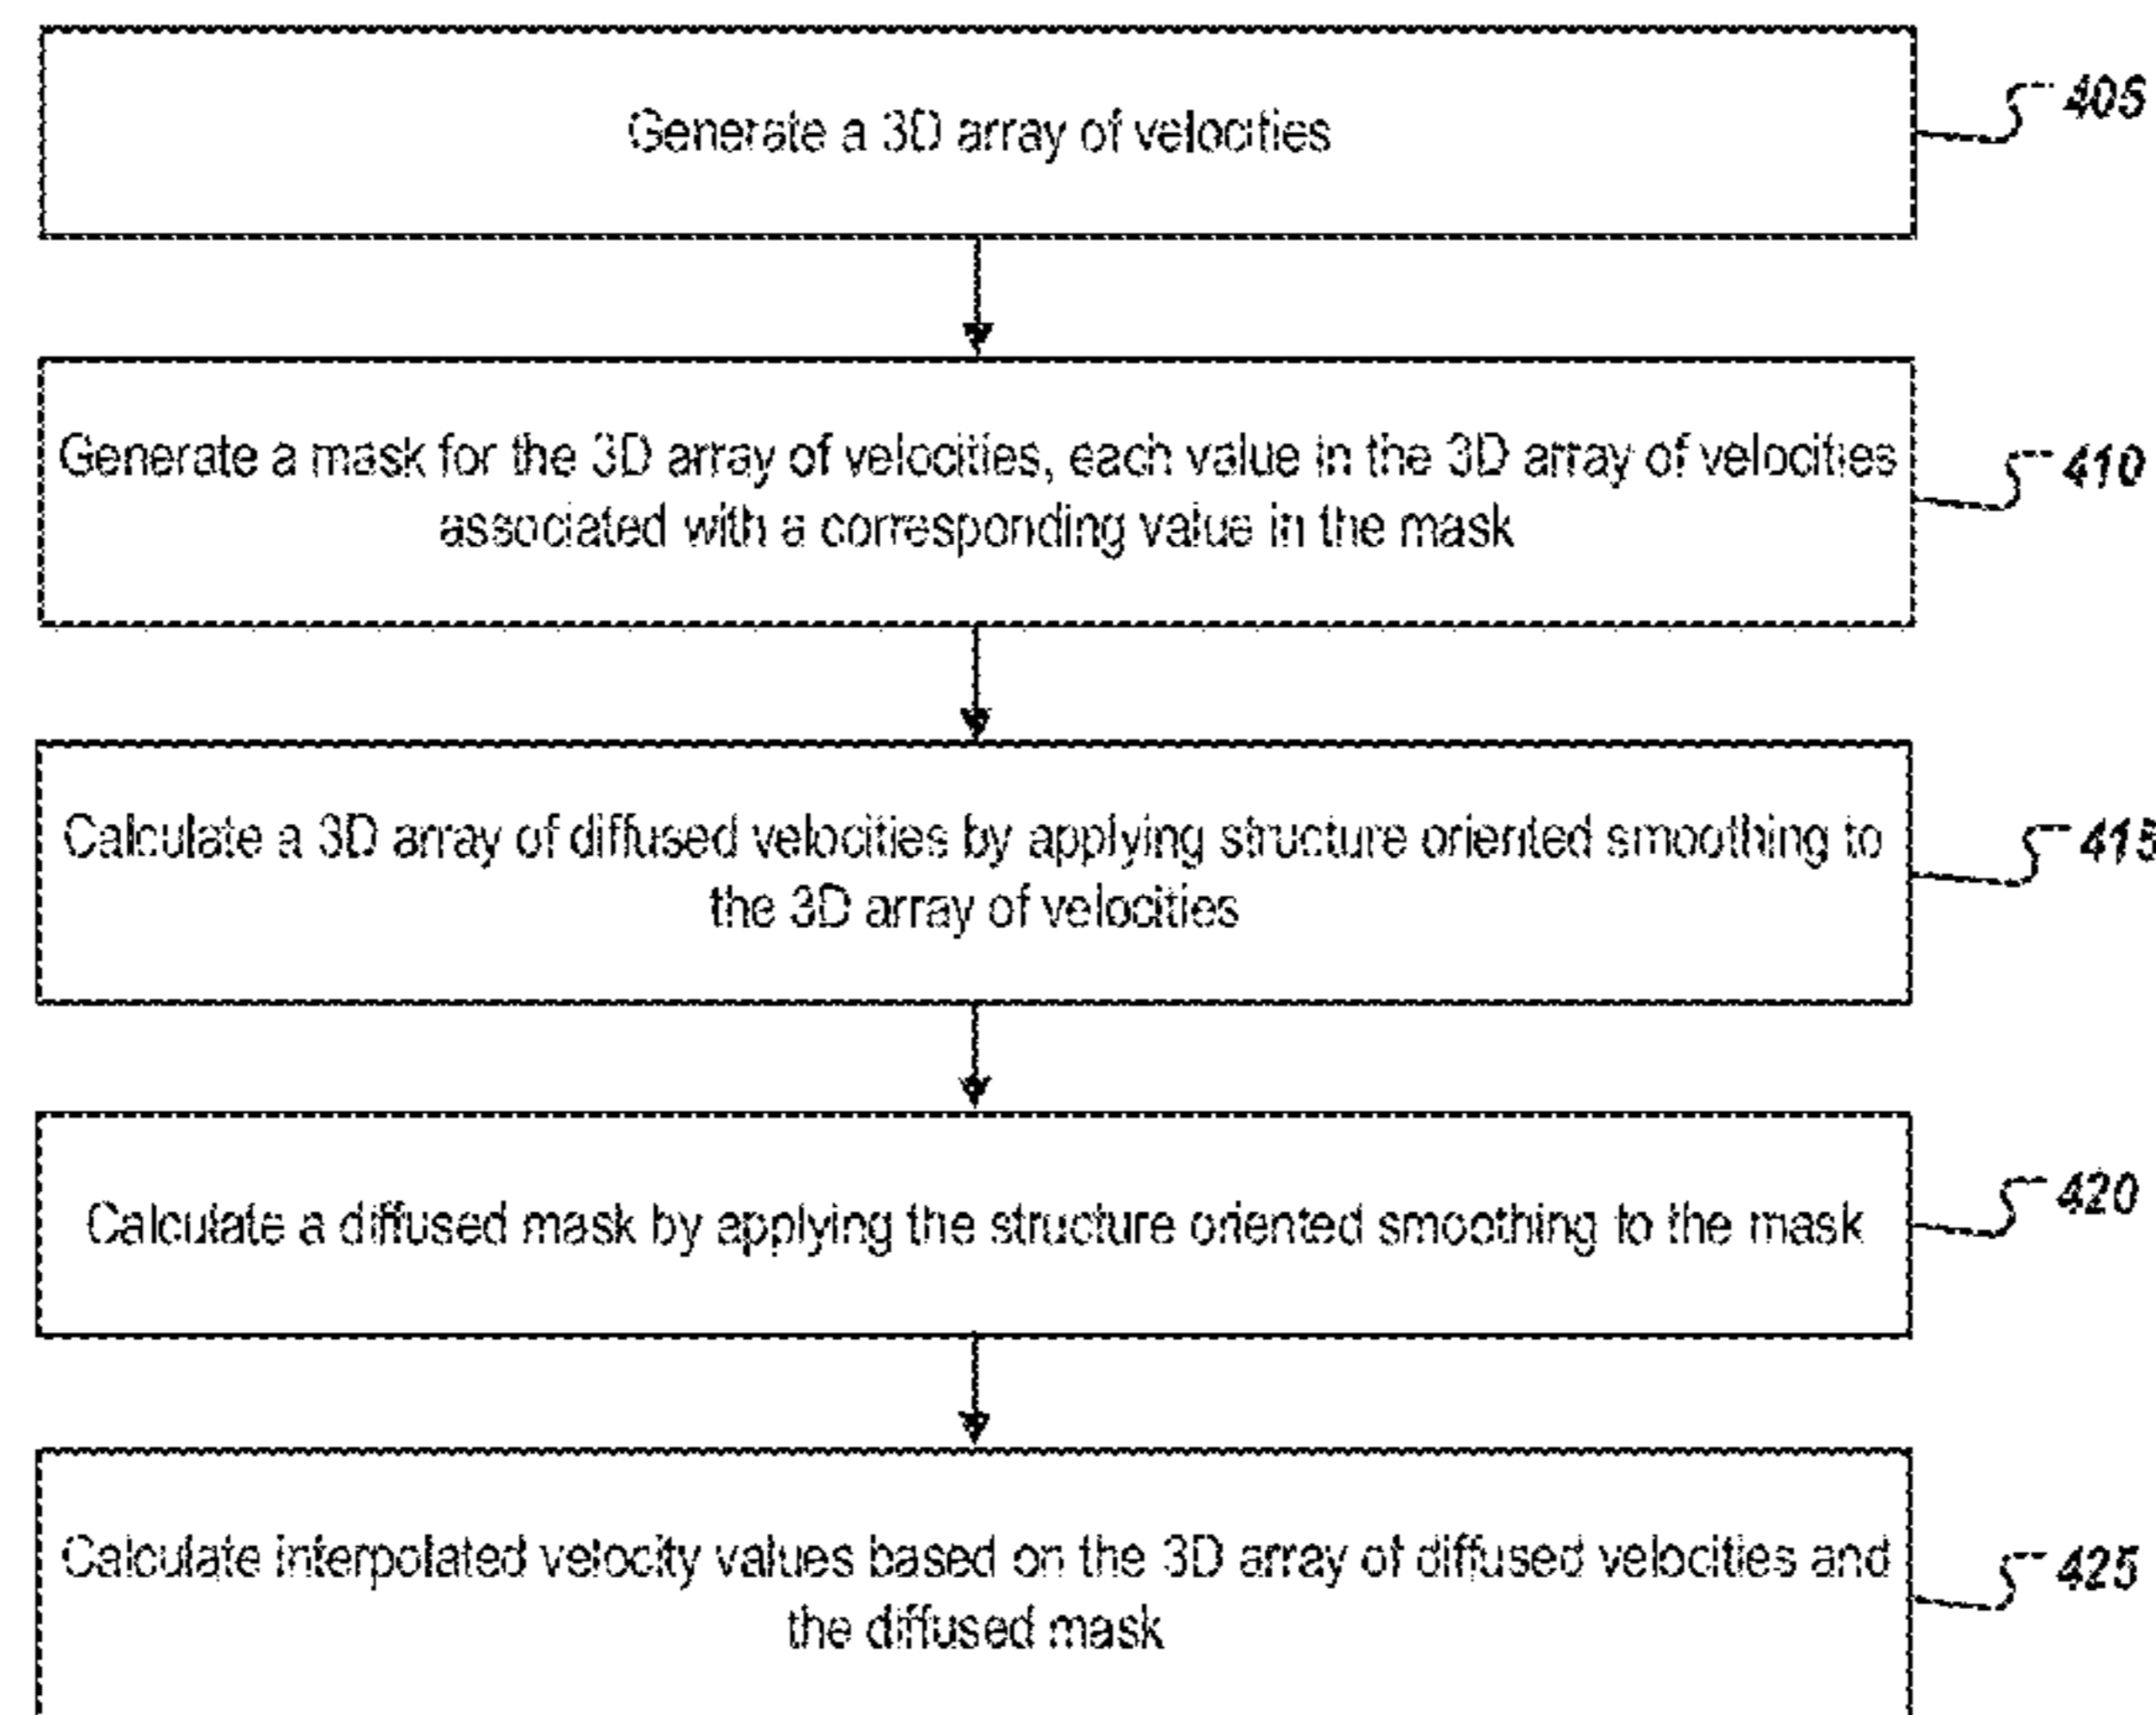 Generate a 3D array of velocities
405
Generate a mask for the 3D array of velocities, each value in the 3D array of velocities
associated with a corresponding value in the mask
410
Calculate a 3D array of diffused velocities by applying structure oriented smoothing to
the 3D array of velocities
415
Calculate a diffused mask by applying the structure oriented smoothing to the mask
420
Calculate interpolated velocity values based on the 3D array of diffused velocities and
the diffused mask
425